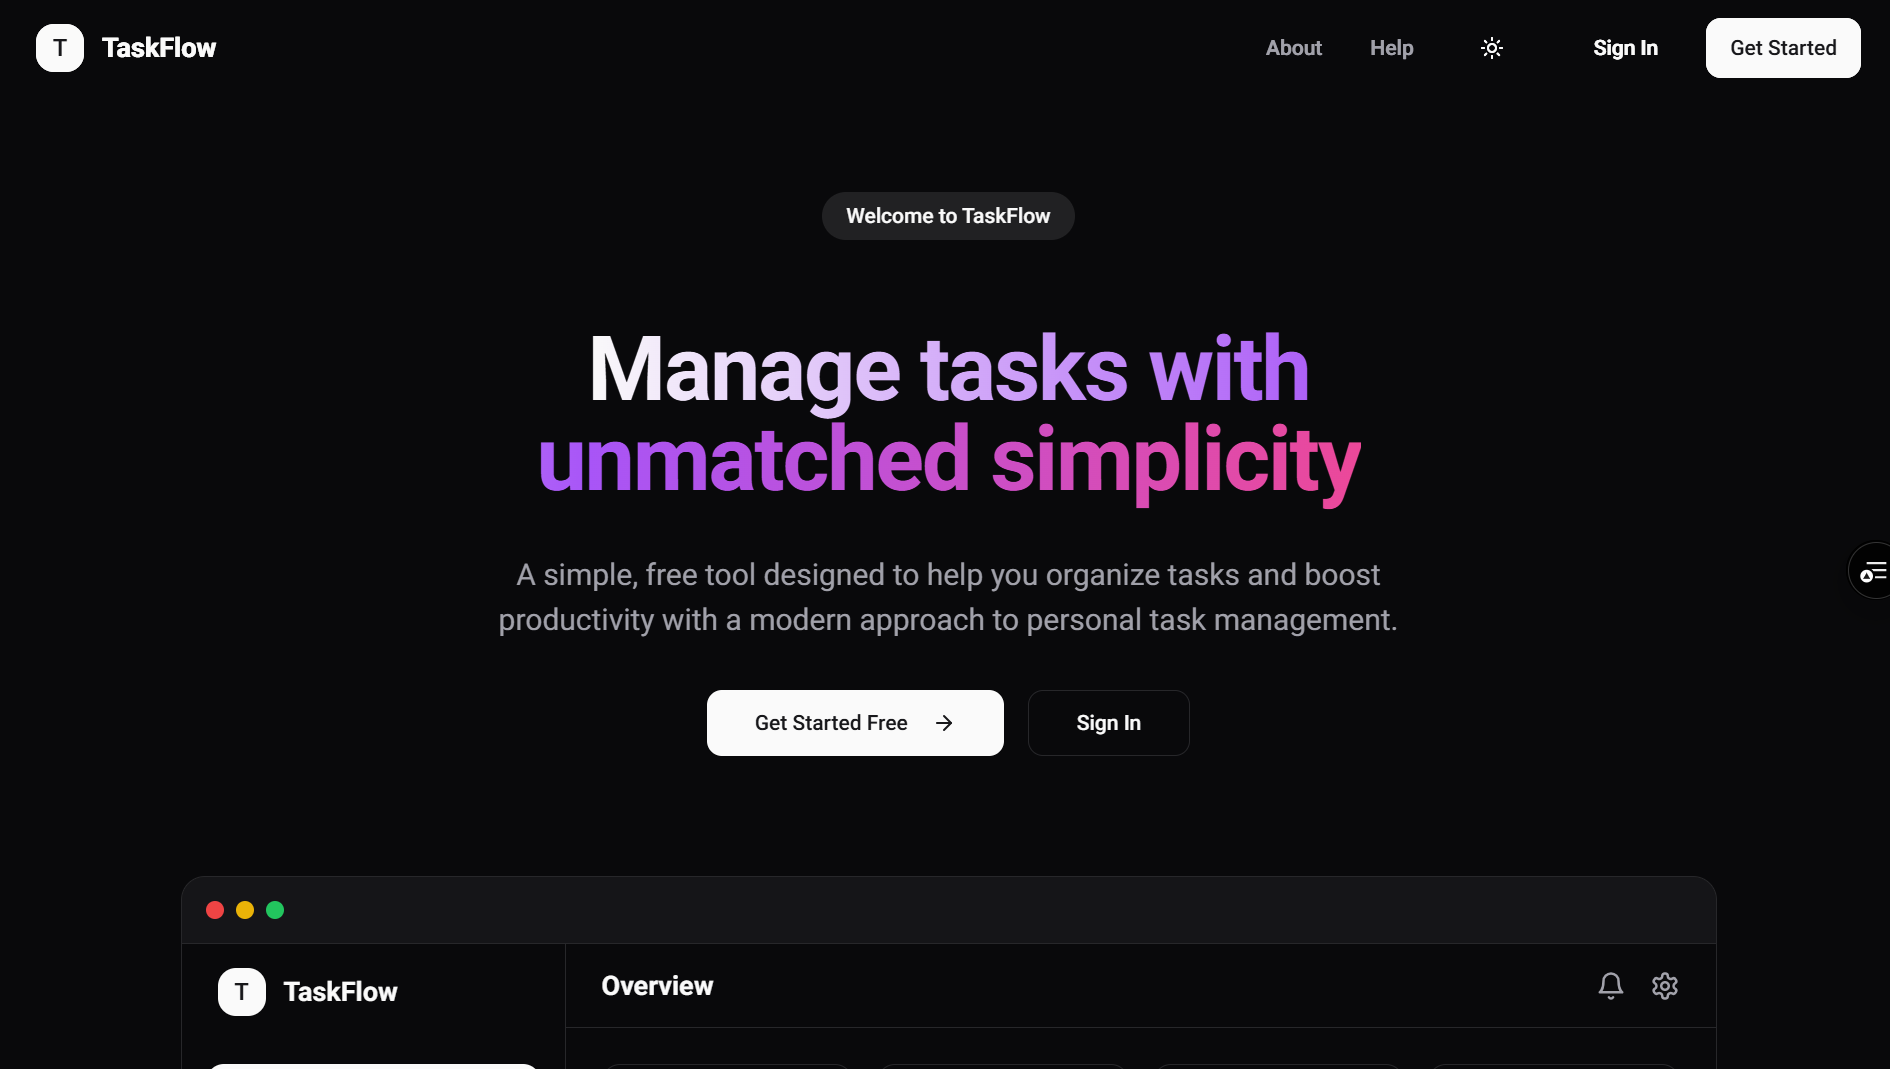 T TaskFlow
About Help Sign In Get Started
Welcome to TaskFlow
Manage tasks with
unmatched simplicity
A simple, free tool designed to help you organize tasks and boost
productivity with a modern approach to personal task management.
Get Started Free Sign In
T TaskFlow
Overview